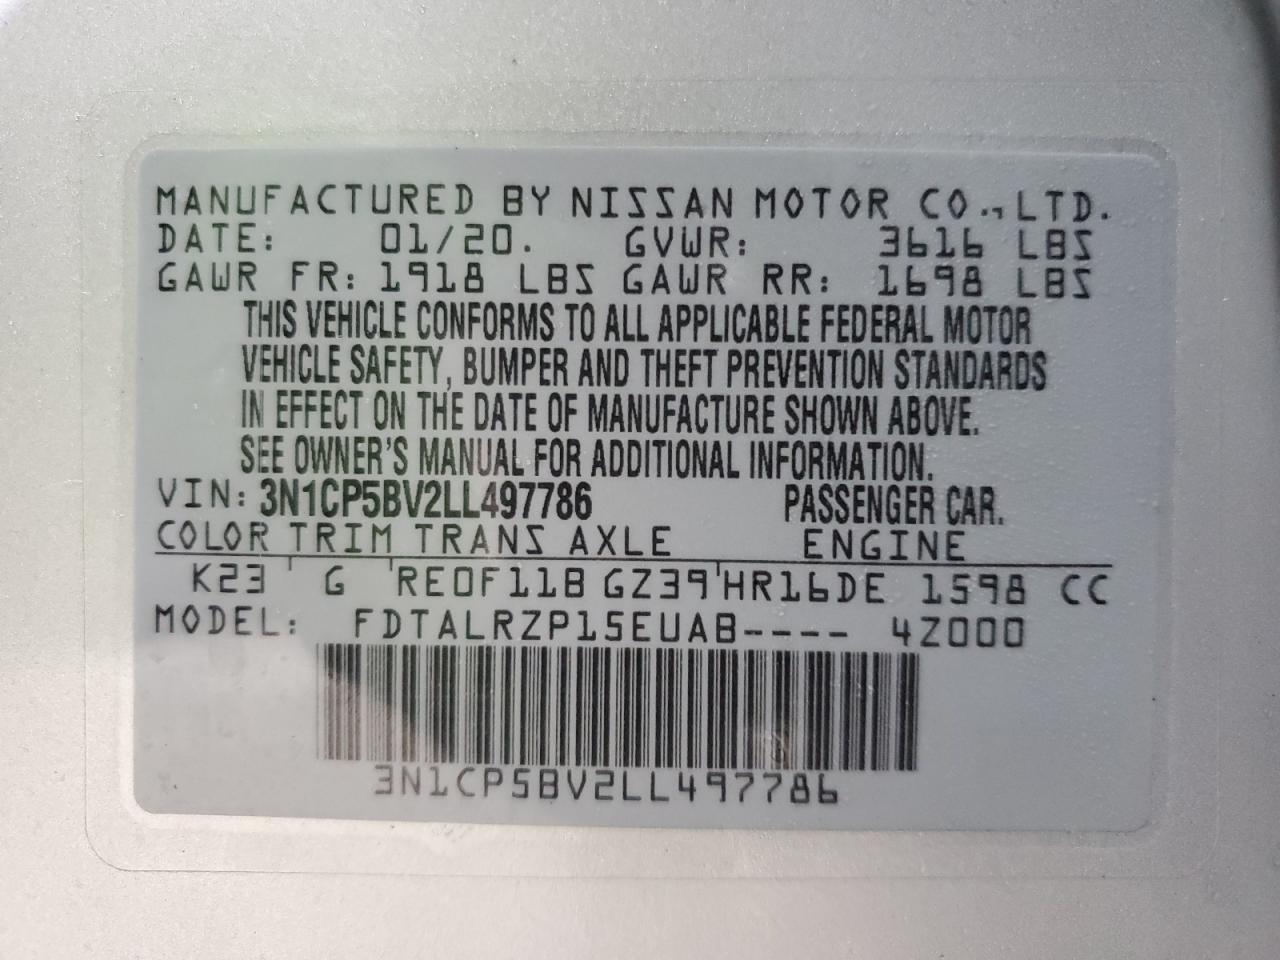 MANUFACTURED BY NISSAN MOTOR CO., LTD.
DATE: 01/20. GVWR: 3616 LBS
GAWR FR: 1918 LBS GAWR RR: 1698 LBS
THIS VEHICLE CONFORMS TO ALL APPLICABLE FEDERAL MOTOR
VEHICLE SAFETY, BUMPER AND THEFT PREVENTION STANDARDS
IN EFFECT ON THE DATE OF MANUFACTURE SHOWN ABOVE.
SEE OWNER'S MANUAL FOR ADDITIONAL INFORMATION.
VIN: 3N1CP5BV2LL497786 PASSENGER CAR.
COLOR TRIM TRANS AXLE ENGINE
K23 G RE0F11B GZ39 HR16DE 1598 CC
MODEL: FDTALRZP15EUAB---- 4Z000
3N1CP5BV2LL497786